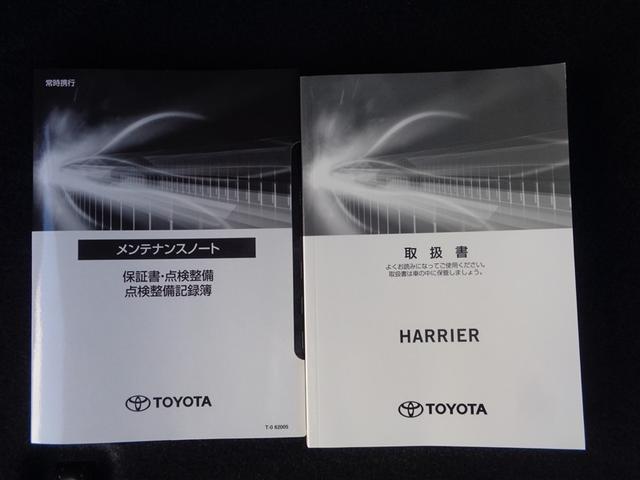 常時携行
メンテナンスノート
保証書・点検整備
点検整備記録簿
TOYOTA
T-0 62005
取扱書
よくお読みになってご使用ください。
取扱書は車の中に保管しましょう。
HARRIER
TOYOTA